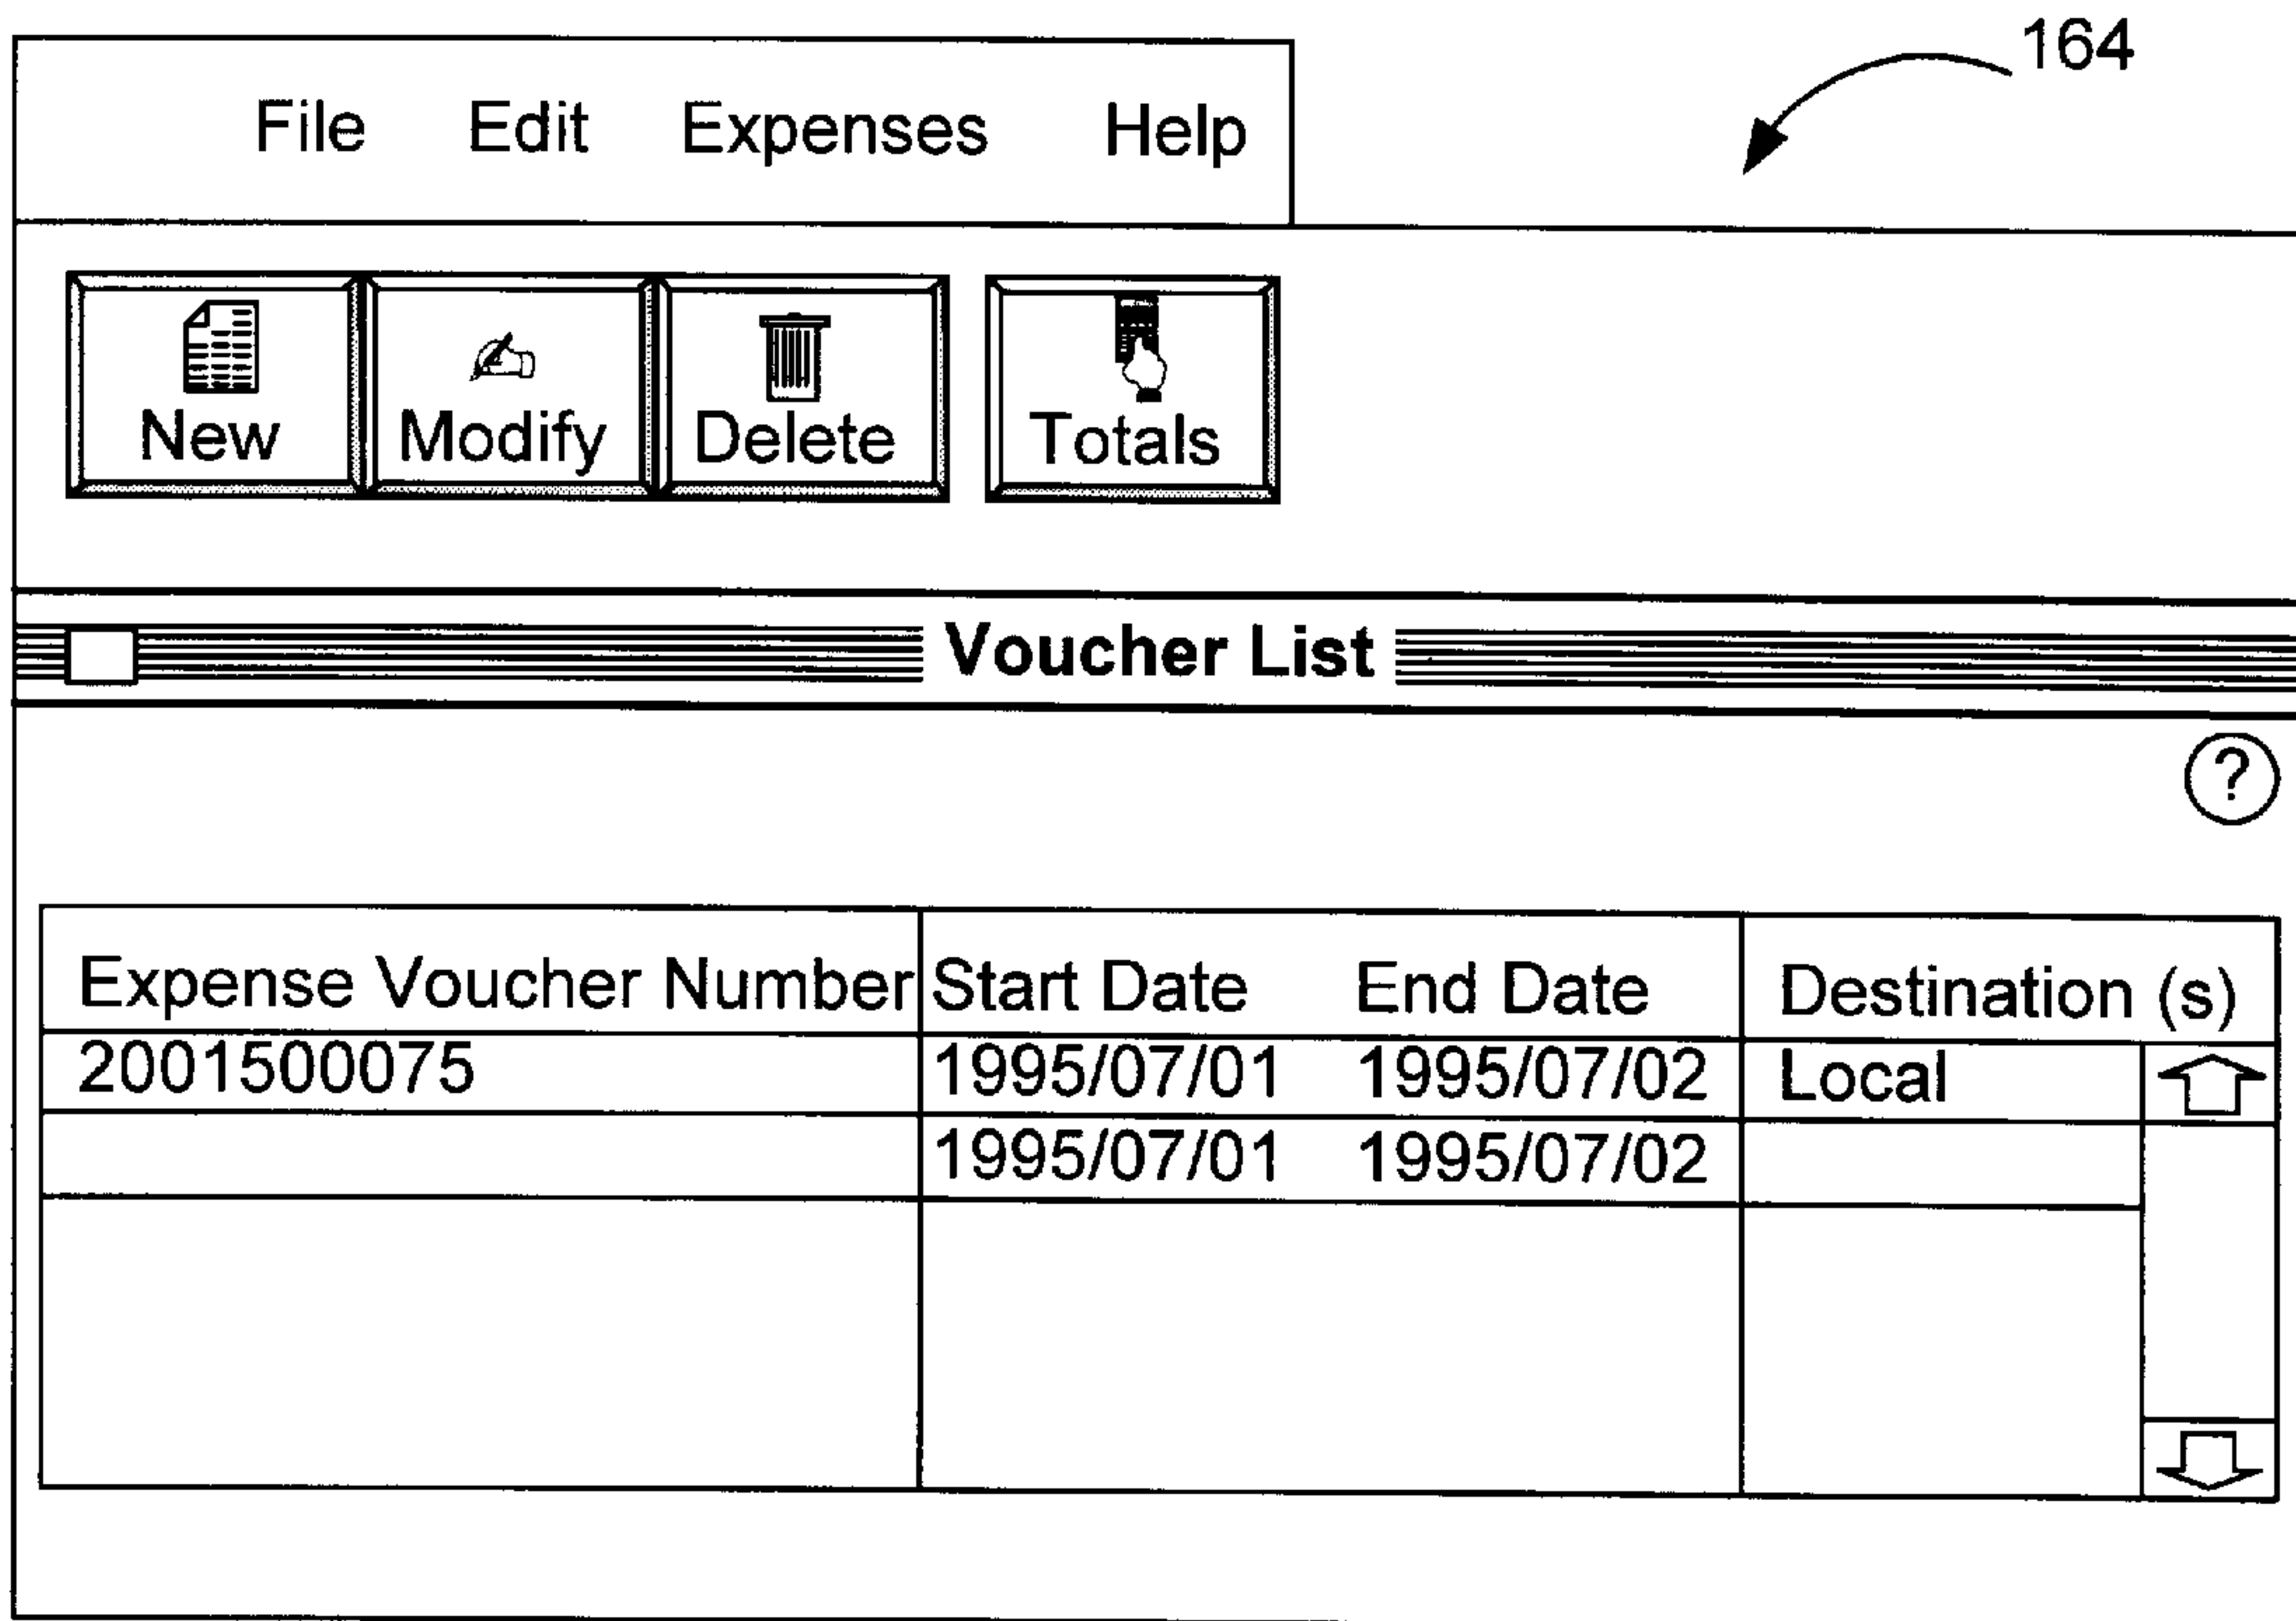 164
File Edit Expenses Help
New Modify Delete Totals
Voucher List
?
Expense Voucher Number Start Date End Date Destination (s)
2001500075 1995/07/01 1995/07/02 Local
1995/07/01 1995/07/02